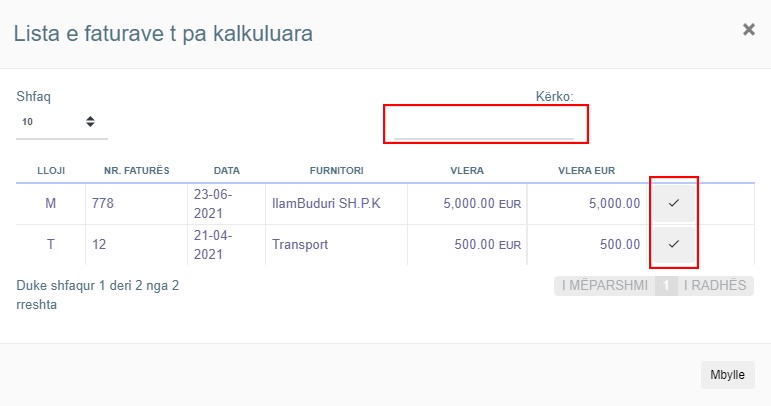 Lista e faturave t pa kalkuluara
×
Shfaq
Kërko:
10
LLOJI NR. FATURËS DATA FURNITORI VLERA VLERA EUR
M 778 23-06-2021 IlamBuduri SH.P.K 5,000.00 EUR 5,000.00
T 12 21-04-2021 Transport 500.00 EUR 500.00
Duke shfaqur 1 deri 2 nga 2
rreshta
I MËPARSHMI 1 I RADHËS
Mbylle